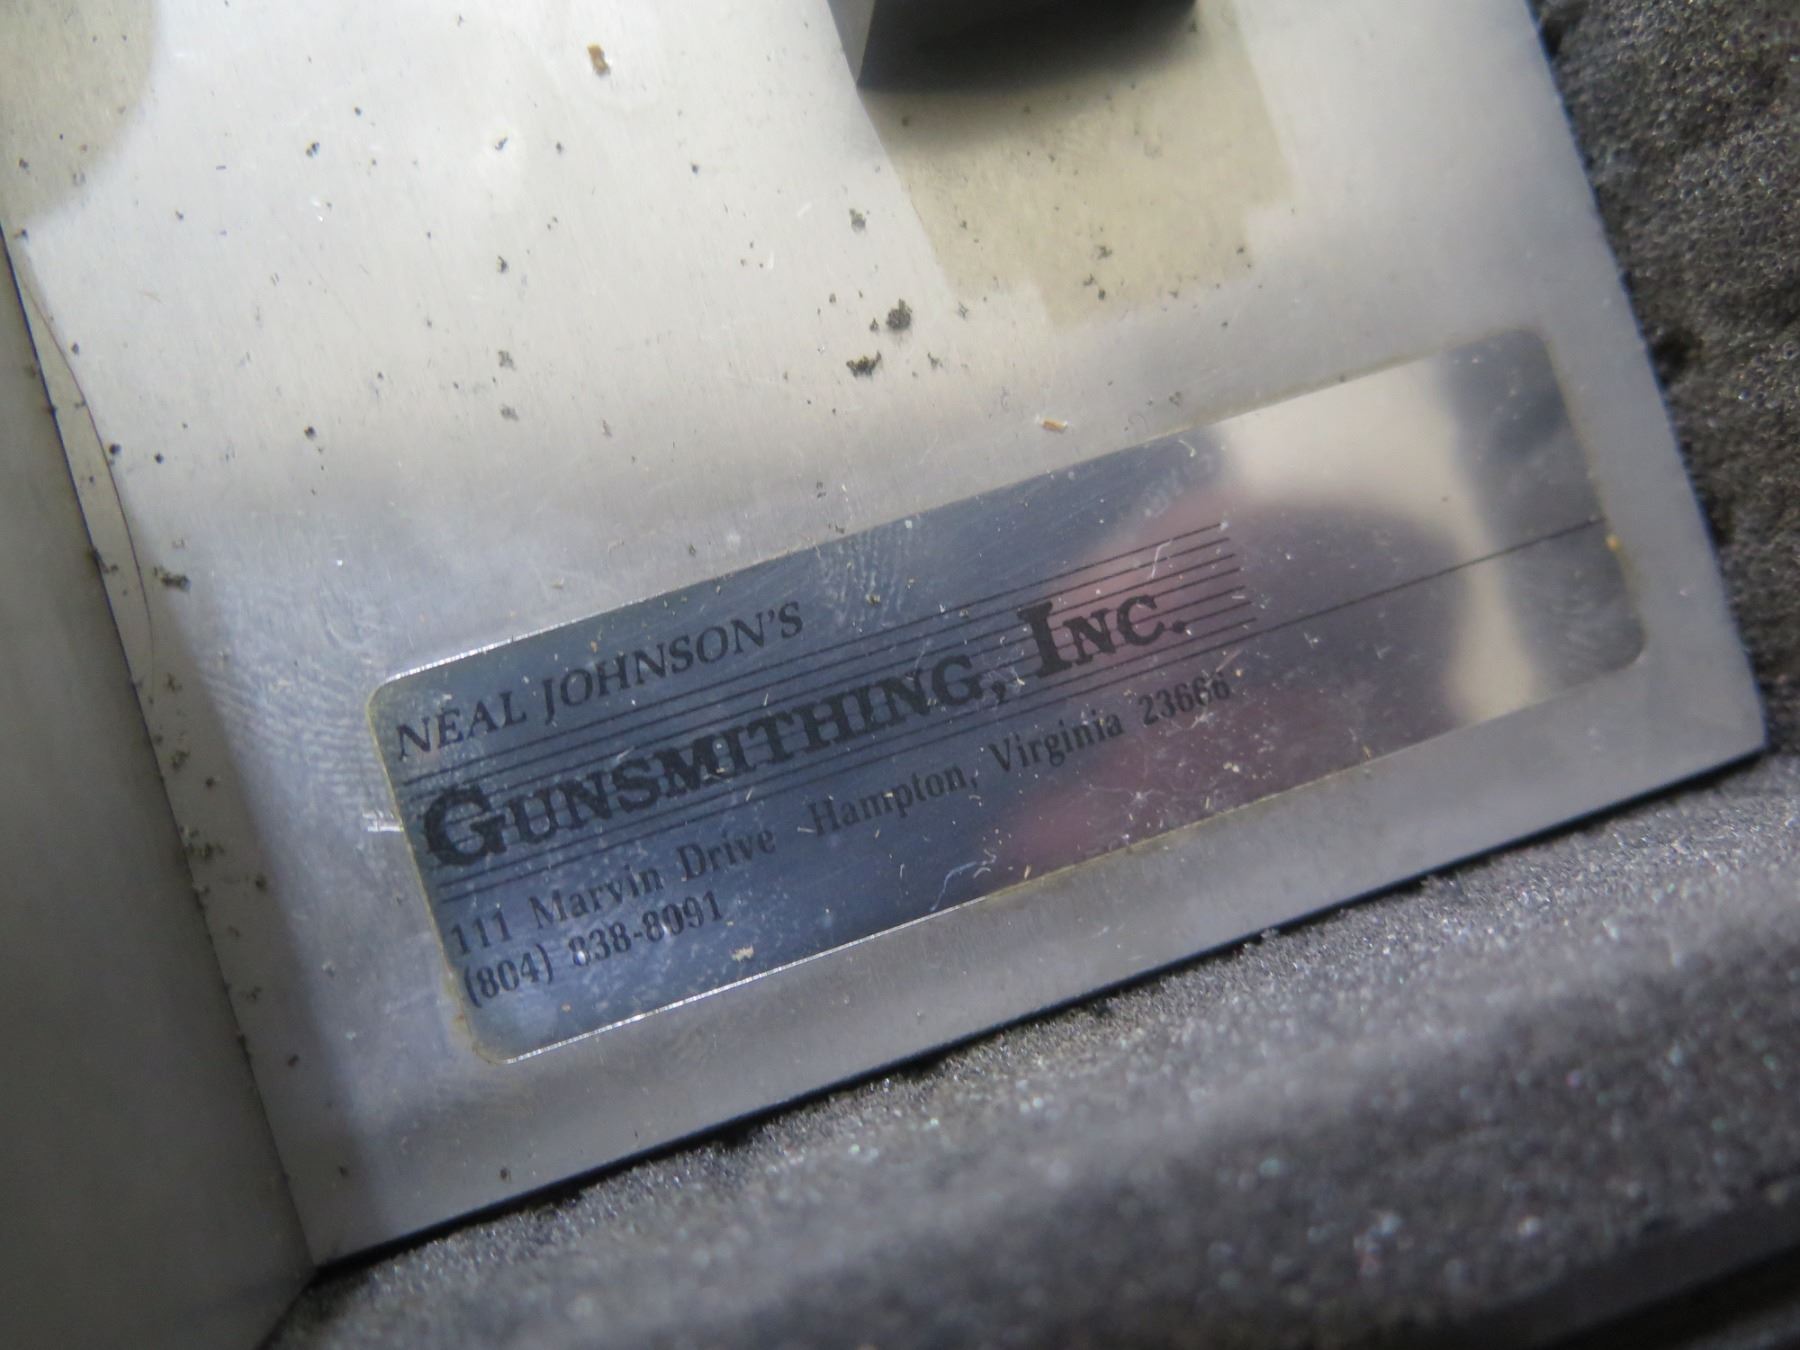 NEAL JOHNSON'S
GUNSMITHING, INC.
111 Marvin Drive Hampton, Virginia 23666
(804) 838-8091